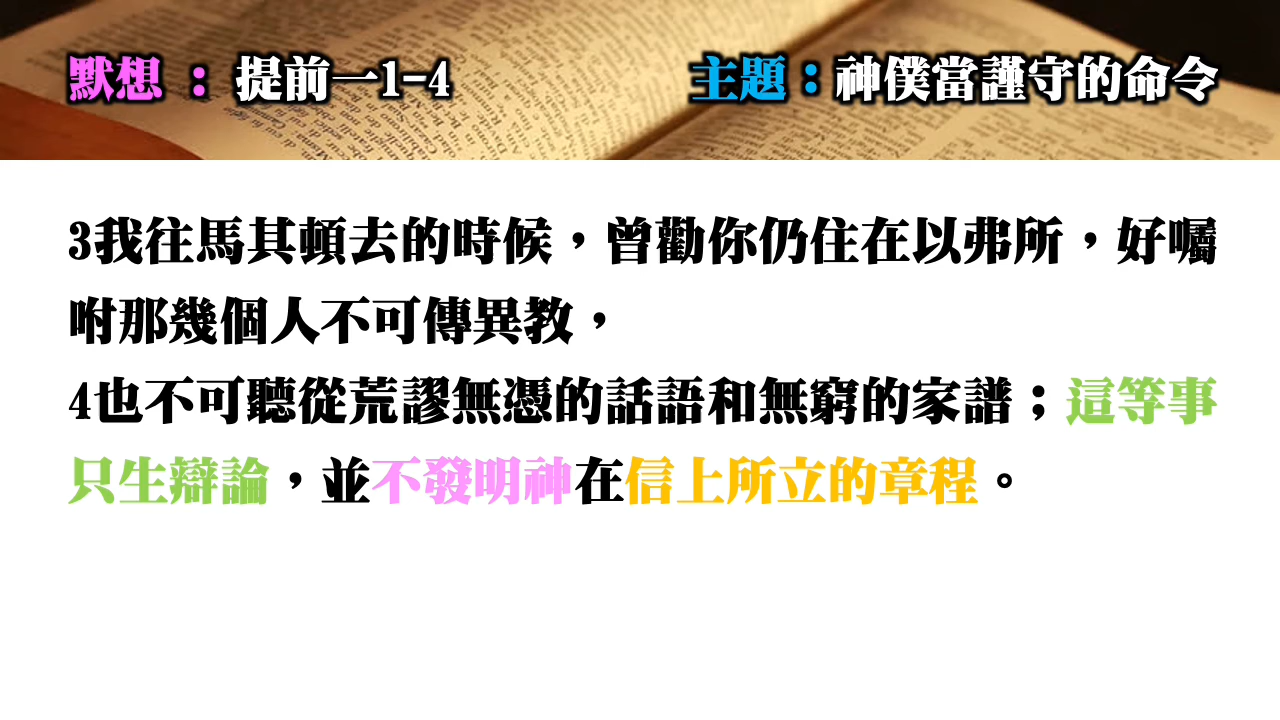 默想 : 提前一1-4 主題：神僕當謹守的命令
3我往馬其頓去的時候，曾勸你仍住在以弗所，好囑
咐那幾個人不可傳異教，
4也不可聽從荒謬無憑的話語和無窮的家譜；這等事
只生辯論，並不發明神在信上所立的章程。